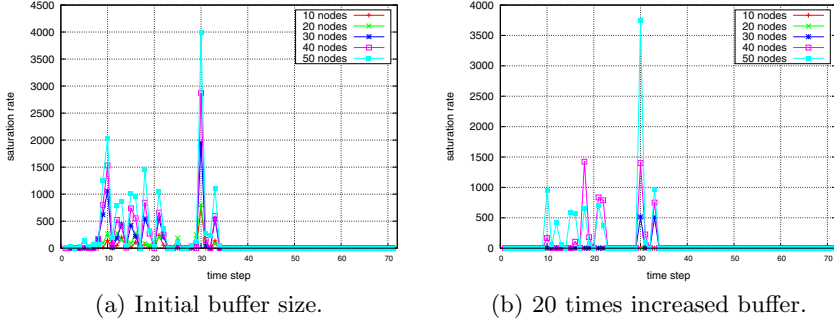 4500
4000
3500
3000
2500
2000
1500
1000
500
0
saturation rate
0 10 20 30 40 50 60 70
time step
10 nodes
20 nodes
30 nodes
40 nodes
50 nodes
(a) Initial buffer size.
4000
3500
3000
2500
2000
1500
1000
500
0
saturation rate
0 10 20 30 40 50 60 70
time step
10 nodes
20 nodes
30 nodes
40 nodes
50 nodes
(b) 20 times increased buffer.